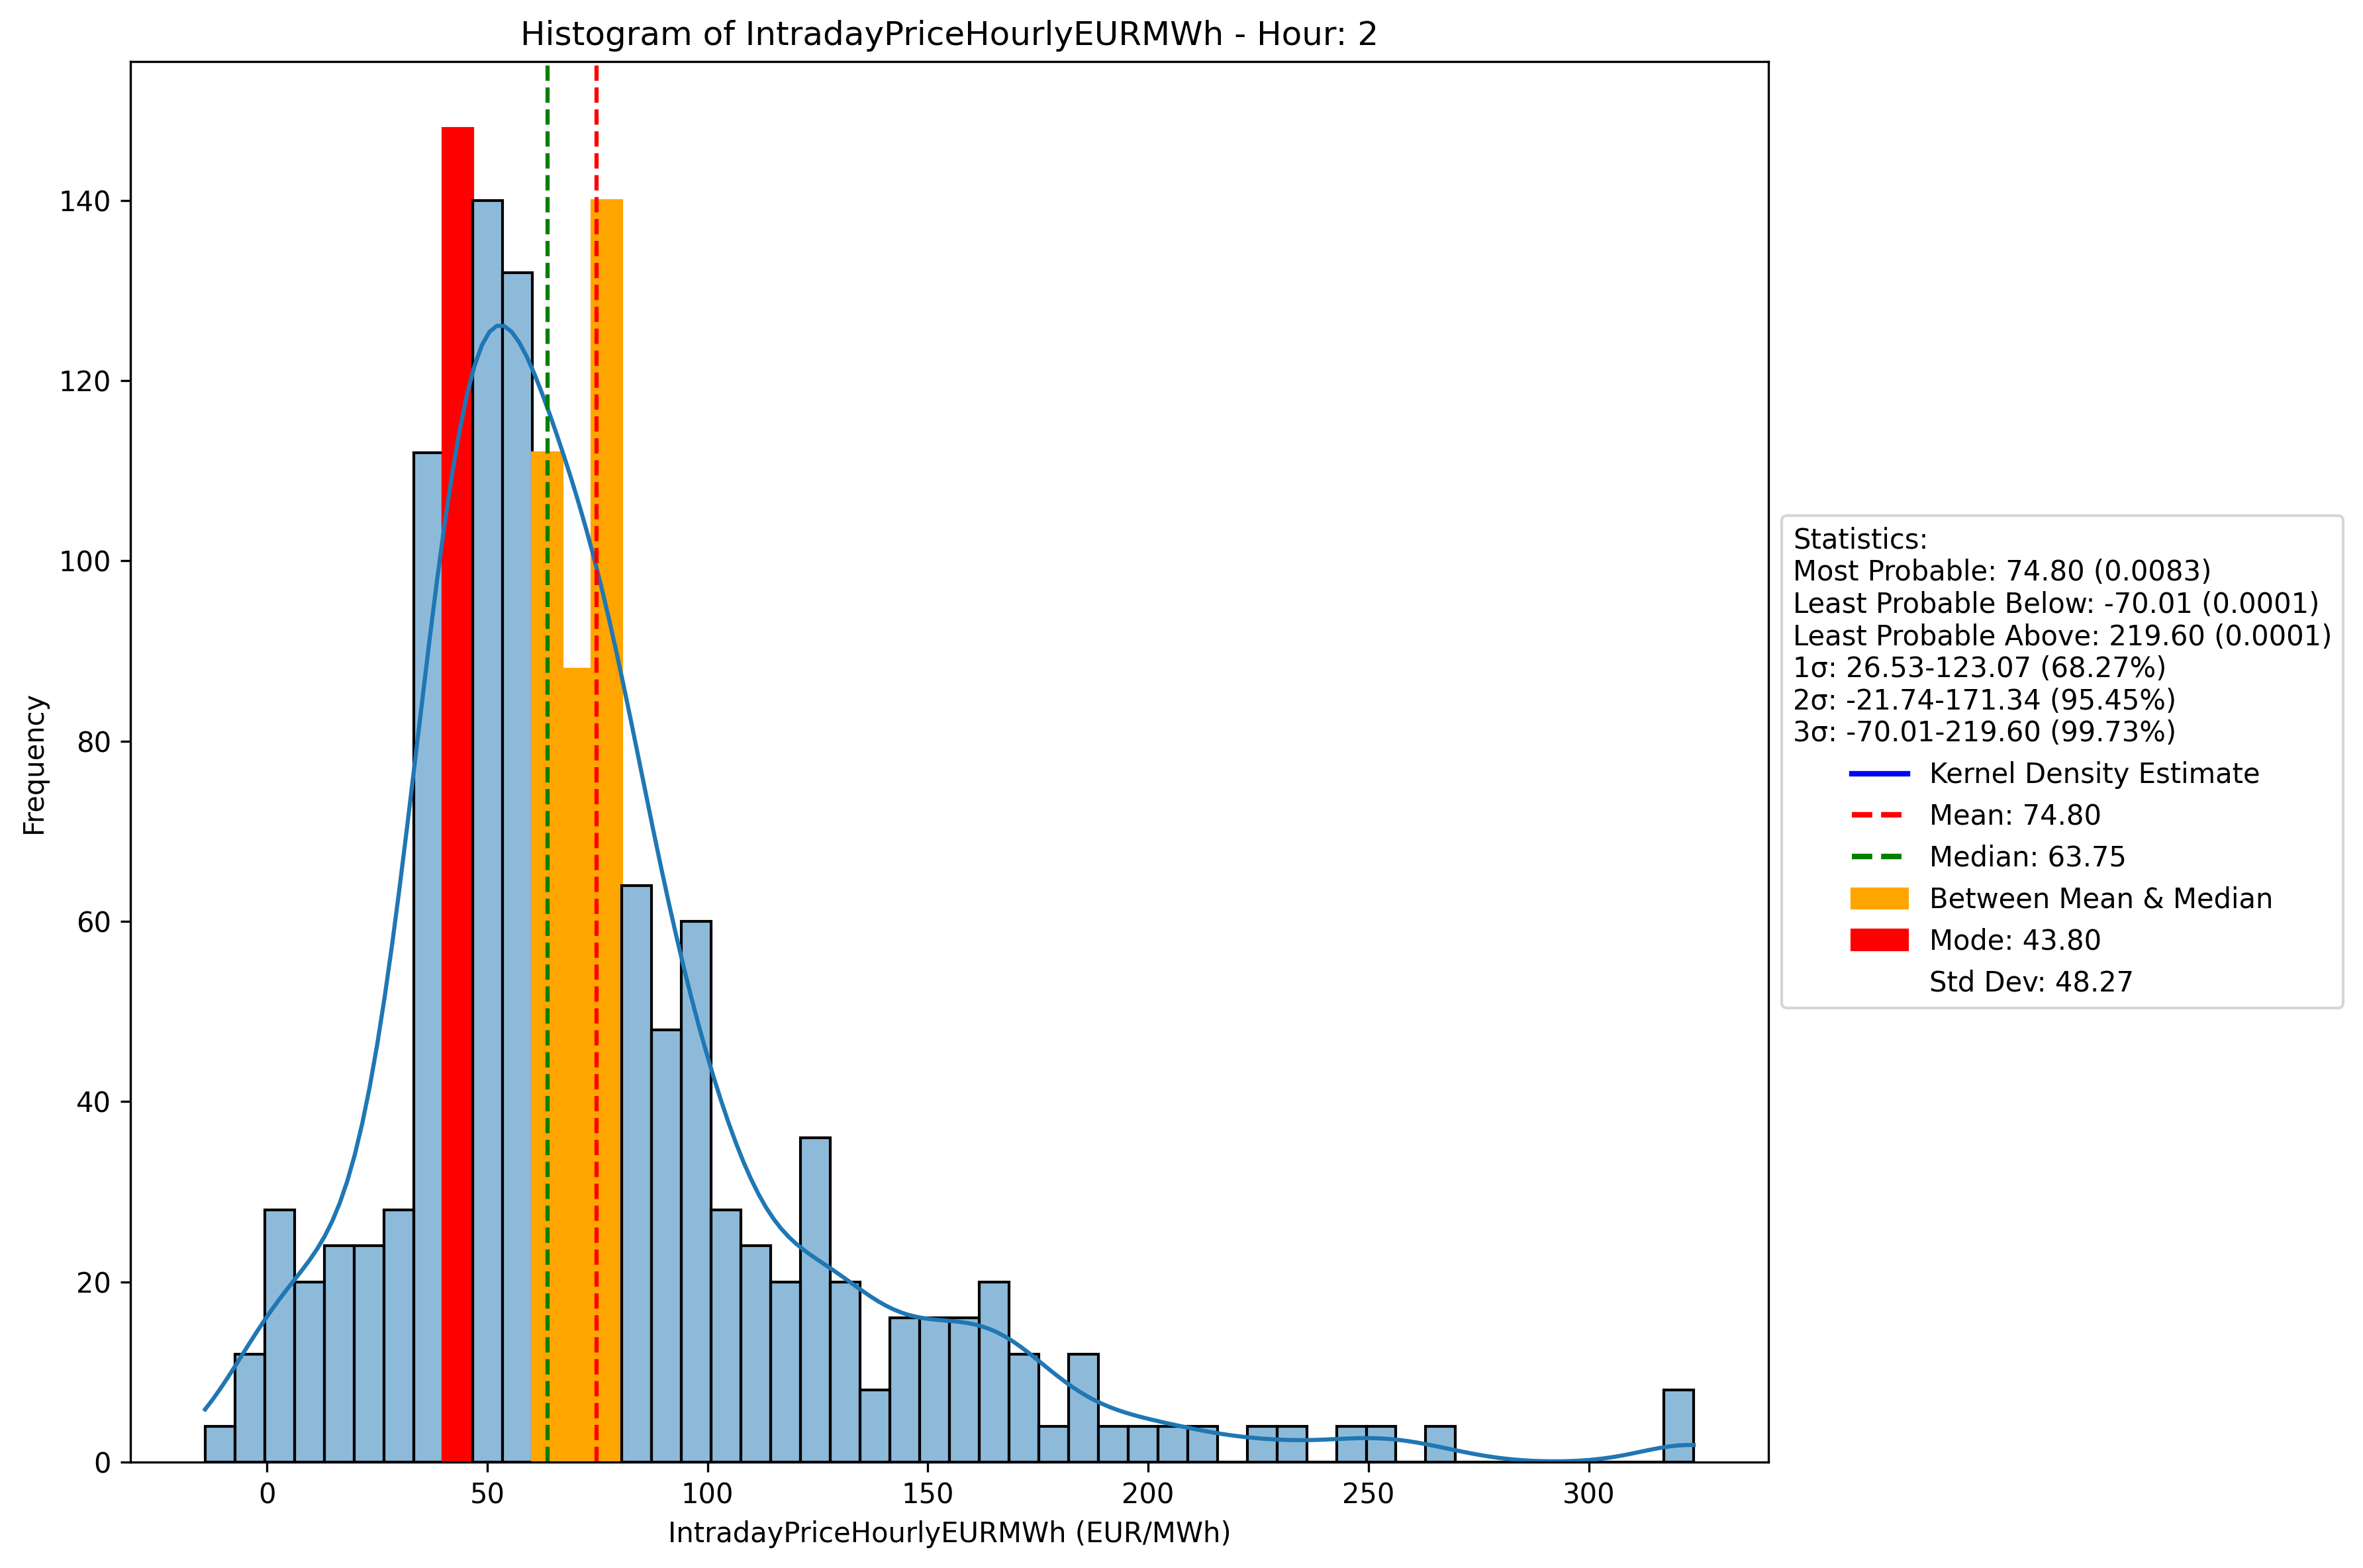 Histogram of IntradayPriceHourlyEURMWh - Hour: 2
Frequency
140
120
100
80
60
40
20
0
0 50 100 150 200 250 300
IntradayPriceHourlyEURMWh (EUR/MWh)
Statistics:
Most Probable: 74.80 (0.0083)
Least Probable Below: -70.01 (0.0001)
Least Probable Above: 219.60 (0.0001)
1σ: 26.53-123.07 (68.27%)
2σ: -21.74-171.34 (95.45%)
3σ: -70.01-219.60 (99.73%)
Kernel Density Estimate
Mean: 74.80
Median: 63.75
Between Mean & Median
Mode: 43.80
Std Dev: 48.27